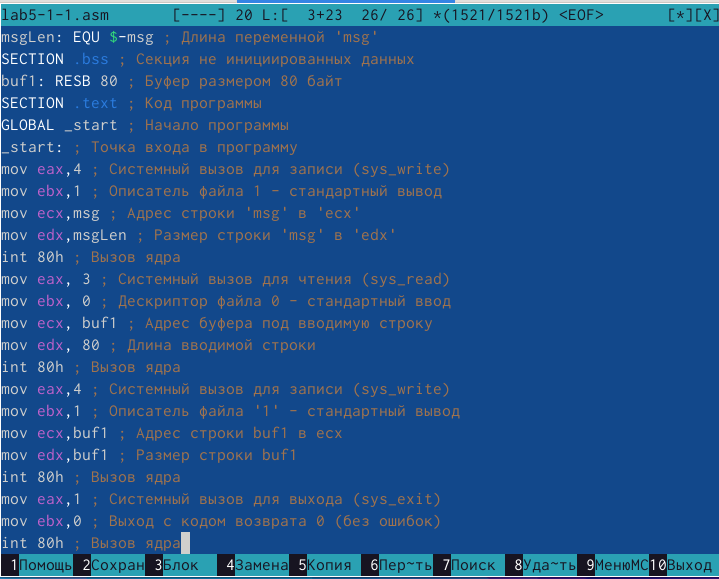 lab5-1-1.asm [----] 20 L:[ 3+23 26/ 26] *(1521/1521b) <EOF> [*][X]
msgLen: EQU $-msg ; Длина переменной 'msg'
SECTION .bss ; Секция не инициированных данных
buf1: RESB 80 ; Буфер размером 80 байт
SECTION .text ; Код программы
GLOBAL _start ; Начало программы
_start: ; Точка входа в программу
mov eax,4 ; Системный вызов для записи (sys_write)
mov ebx,1 ; Описатель файла 1 - стандартный вывод
mov ecx,msg ; Адрес строки 'msg' в 'ecx'
mov edx,msgLen ; Размер строки 'msg' в 'edx'
int 80h ; Вызов ядра
mov eax, 3 ; Системный вызов для чтения (sys_read)
mov ebx, 0 ; Дескриптор файла 0 - стандартный ввод
mov ecx, buf1 ; Адрес буфера под вводимую строку
mov edx, 80 ; Длина вводимой строки
int 80h ; Вызов ядра
mov eax,4 ; Системный вызов для записи (sys_write)
mov ebx,1 ; Описатель файла '1' - стандартный вывод
mov ecx,buf1 ; Адрес строки buf1 в ecx
mov edx,buf1 ; Размер строки buf1
int 80h ; Вызов ядра
mov eax,1 ; Системный вызов для выхода (sys_exit)
mov ebx,0 ; Выход с кодом возврата 0 (без ошибок)
int 80h ; Вызов ядра
1Помощь 2Сохран 3Блок 4Замена 5Копия 6Пер~ть 7Поиск 8Уда~ть 9МенюMC 10Выход